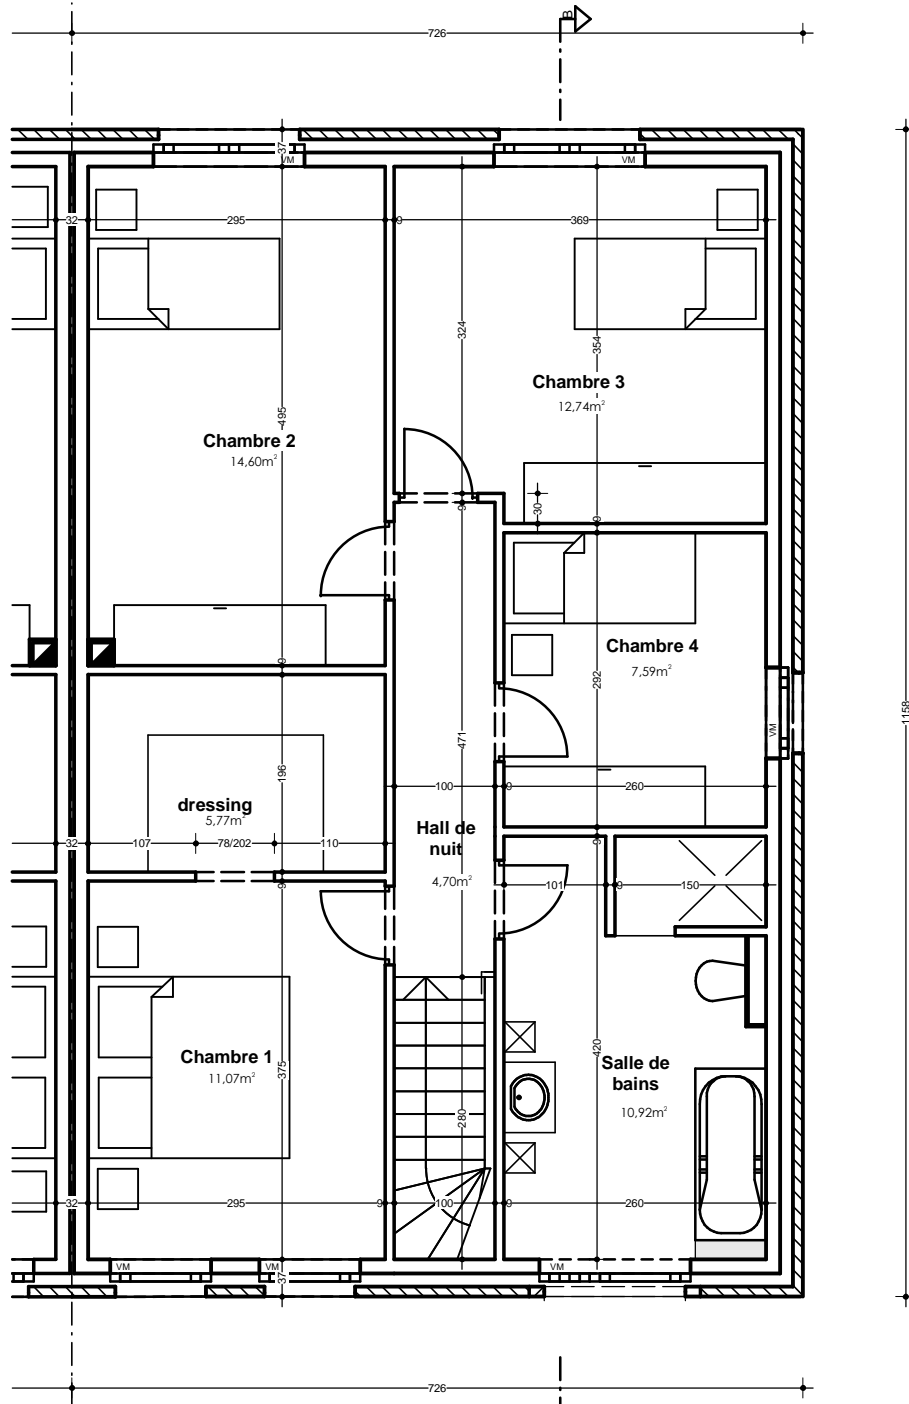 B
726
37
VM
VM
32
295
9
369
324
354
Chambre 3
12,74m²
495
Chambre 2
14,60m²
9
30
9
Chambre 4
7,59m²
9
292
VM
1158
471
196
100
9
260
dressing
5,77m²
Hall de
nuit
4,70m²
32
107
78/202
110
9
9
101
9
150
Chambre 1
11,07m²
375
420
Salle de
bains
10,92m²
280
32
295
9
100
9
260
VM
VM
VM
37
726